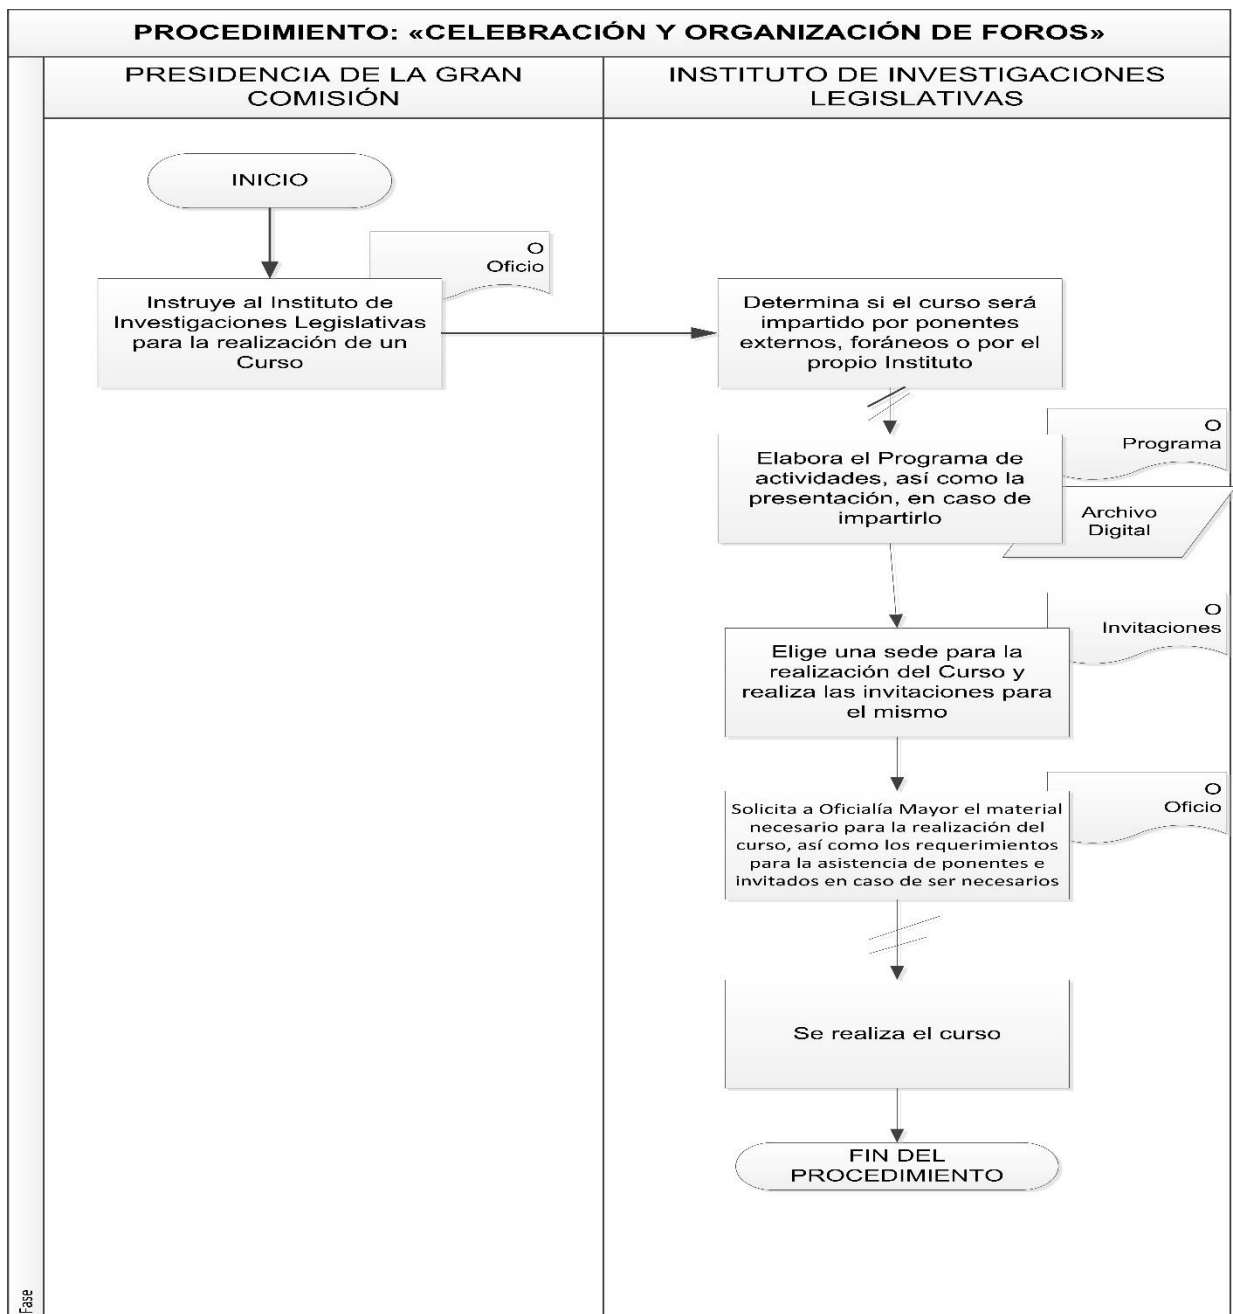 PROCEDIMIENTO: «CELEBRACIÓN Y ORGANIZACIÓN DE FOROS»
PRESIDENCIA DE LA GRAN
COMISIÓN
INSTITUTO DE INVESTIGACIONES
LEGISLATIVAS
INICIO
O
Oficio
Instruye al Instituto de
Investigaciones Legislativas
para la realización de un
Curso
Determina si el curso será
impartido por ponentes
externos, foráneos o por el
propio Instituto
O
Programa
Elabora el Programa de
actividades, así como la
presentación, en caso de
impartirlo
Archivo
Digital
O
Invitaciones
Elige una sede para la
realización del Curso y
realiza las invitaciones para
el mismo
O
Oficio
Solicita a Oficialía Mayor el material
necesario para la realización del
curso, así como los requerimientos
para la asistencia de ponentes e
invitados en caso de ser necesarios
Se realiza el curso
FIN DEL
PROCEDIMIENTO
Fase